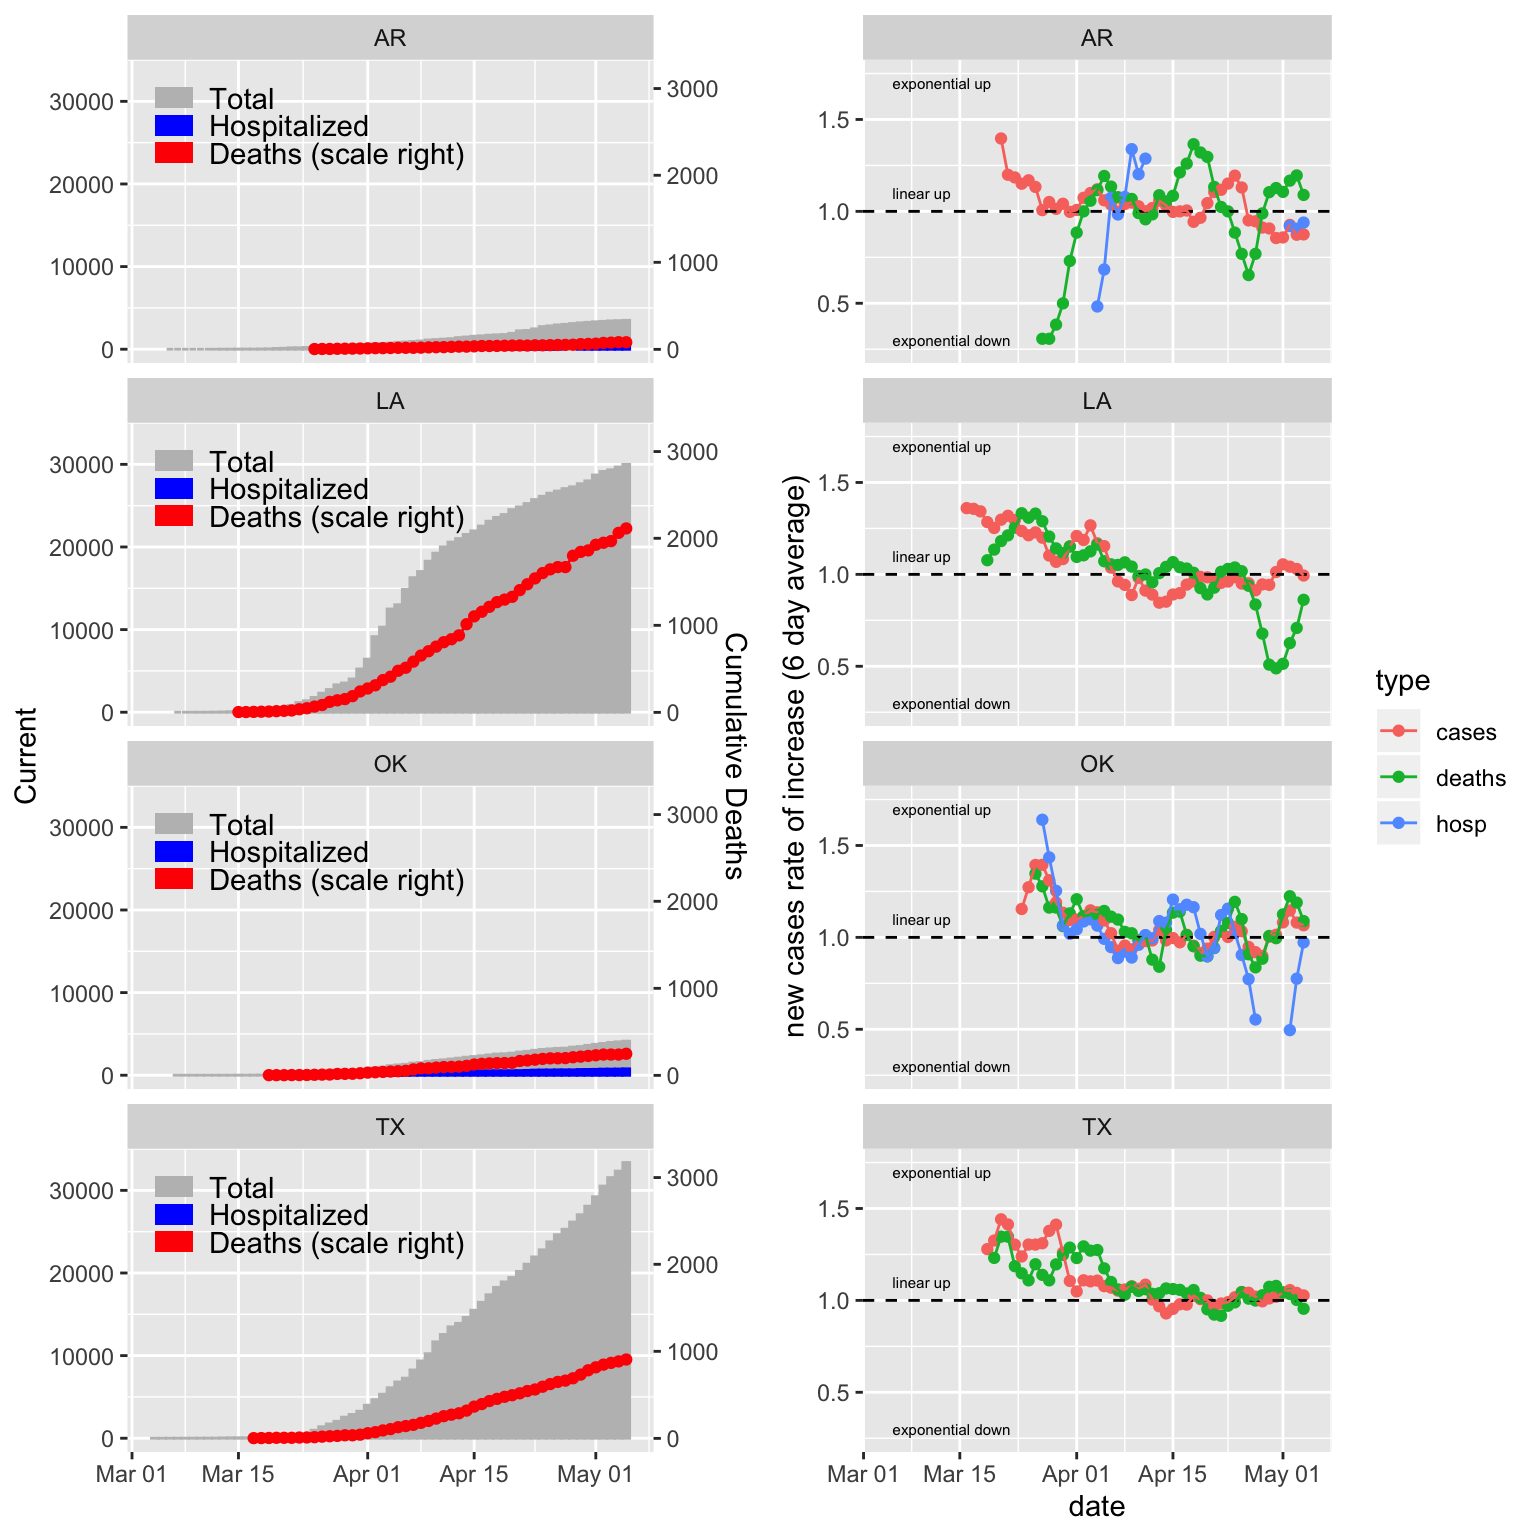 AR
Total
Hospitalized
Deaths (scale right)
30000
20000
10000
0
3000
2000
1000
0
LA
Total
Hospitalized
Deaths (scale right)
30000
20000
10000
0
3000
2000
1000
0
OK
Total
Hospitalized
Deaths (scale right)
30000
20000
10000
0
3000
2000
1000
0
TX
Total
Hospitalized
Deaths (scale right)
30000
20000
10000
0
3000
2000
1000
0
Mar 01 Mar 15 Apr 01 Apr 15 May 01
Current
Cumulative Deaths
AR
exponential up
linear up
exponential down
1.5
1.0
0.5
LA
exponential up
linear up
exponential down
1.5
1.0
0.5
OK
exponential up
linear up
exponential down
1.5
1.0
0.5
TX
exponential up
linear up
exponential down
1.5
1.0
0.5
Mar 01 Mar 15 Apr 01 Apr 15 May 01
date
new cases rate of increase (6 day average)
type
cases
deaths
hosp